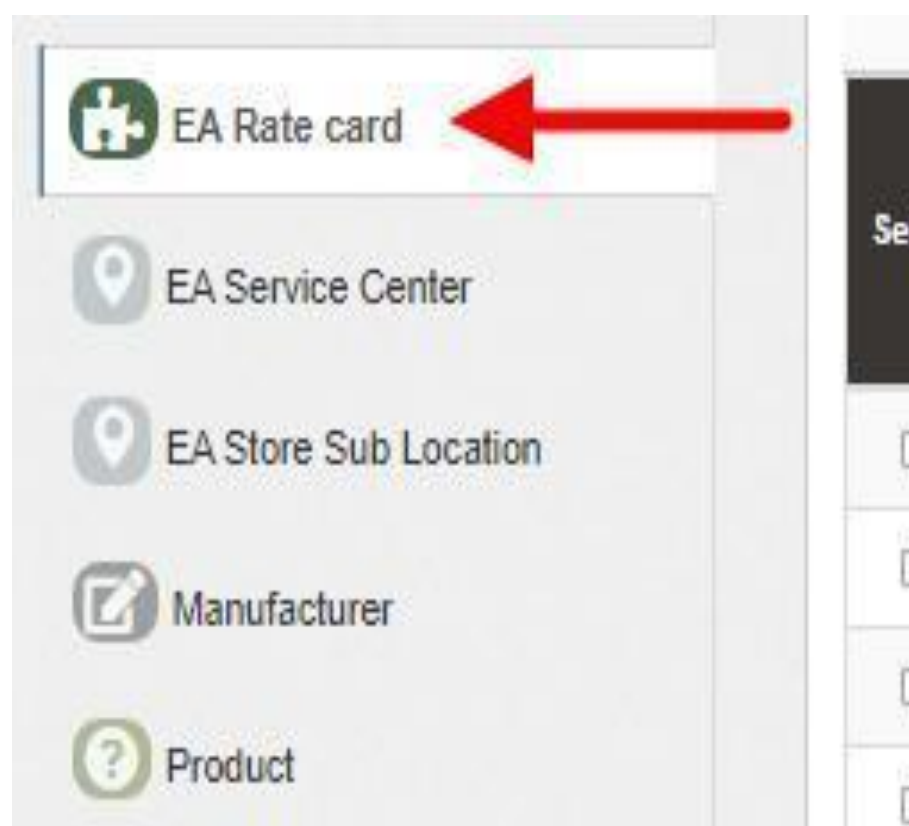 EA Rate card
EA Service Center
EA Store Sub Location
Manufacturer
Product